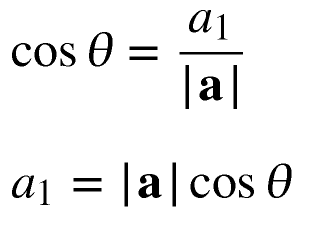 cos θ = a₁ / |𝐚|
a₁ = |𝐚| cos θ